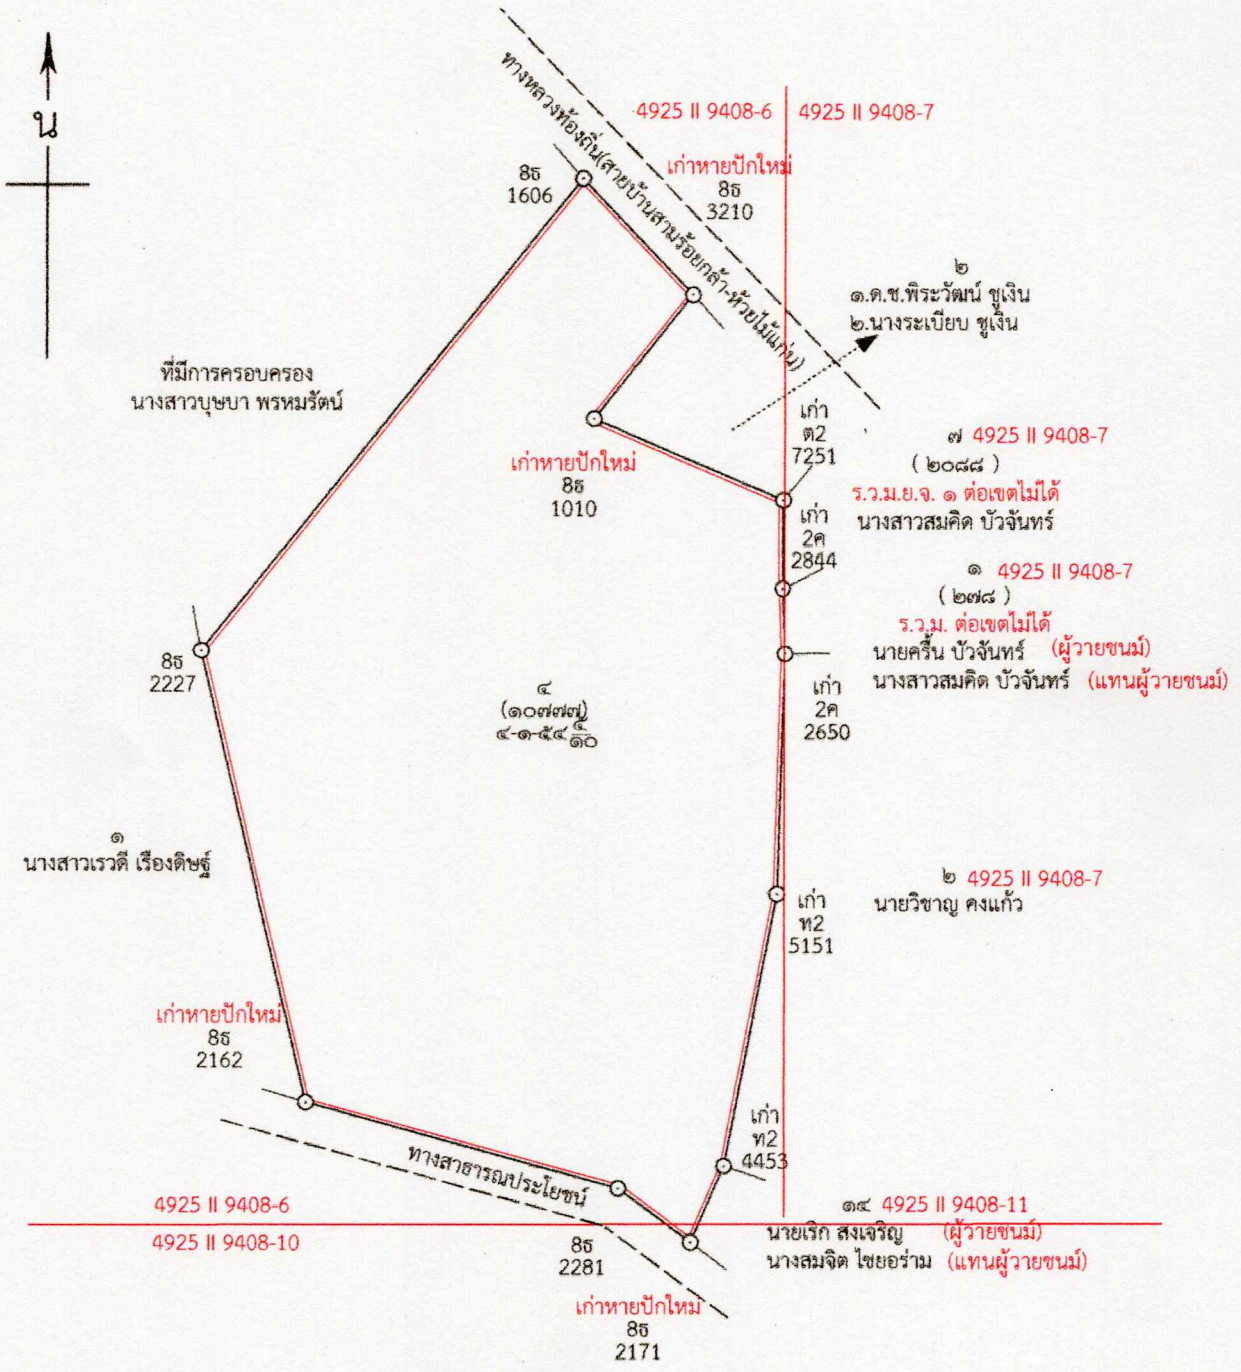 น
ทางหลวงท้องถิ่น(สายบ้านสามร้อยกล้า-ห้วยไม้แก่น)
4925 II 9408-6
4925 II 9408-7
8ธ
1606
เก่าหายปักใหม่
8ธ
3210
๒
๑.ด.ช.พิระวัฒน์ ชูเงิน
๒.นางระเบียบ ชูเงิน
ที่มีการครอบครอง
นางสาวบุษบา พรหมรัตน์
เก่า
ต2
7251
๗ 4925 II 9408-7
( ๒๐๘๘ )
ร.ว.ม.ย.จ. ๑ ต่อเขตไม่ได้
นางสาวสมคิด บัวจันทร์
เก่าหายปักใหม่
8ธ
1010
เก่า
2ค
2844
๑ 4925 II 9408-7
( ๒๗๘ )
ร.ว.ม. ต่อเขตไม่ได้
นายครื้น บัวจันทร์ (ผู้วายชนม์)
นางสาวสมคิด บัวจันทร์ (แทนผู้วายชนม์)
8ธ
2227
เก่า
2ค
2650
๔
(๑๐๗๗๗)
๔-๑-๕๔ ๕/๑๐
๑
นางสาวเรวดี เรืองดิษฐ์
๒ 4925 II 9408-7
นายวิชาญ คงแก้ว
เก่า
ท2
5151
เก่าหายปักใหม่
8ธ
2162
เก่า
ท2
4453
ทางสาธารณประโยชน์
4925 II 9408-6
4925 II 9408-10
๑๔ 4925 II 9408-11
นายเริก สงเจริญ (ผู้วายชนม์)
นางสมจิต ไชยอร่าม (แทนผู้วายชนม์)
8ธ
2281
เก่าหายปักใหม่
8ธ
2171